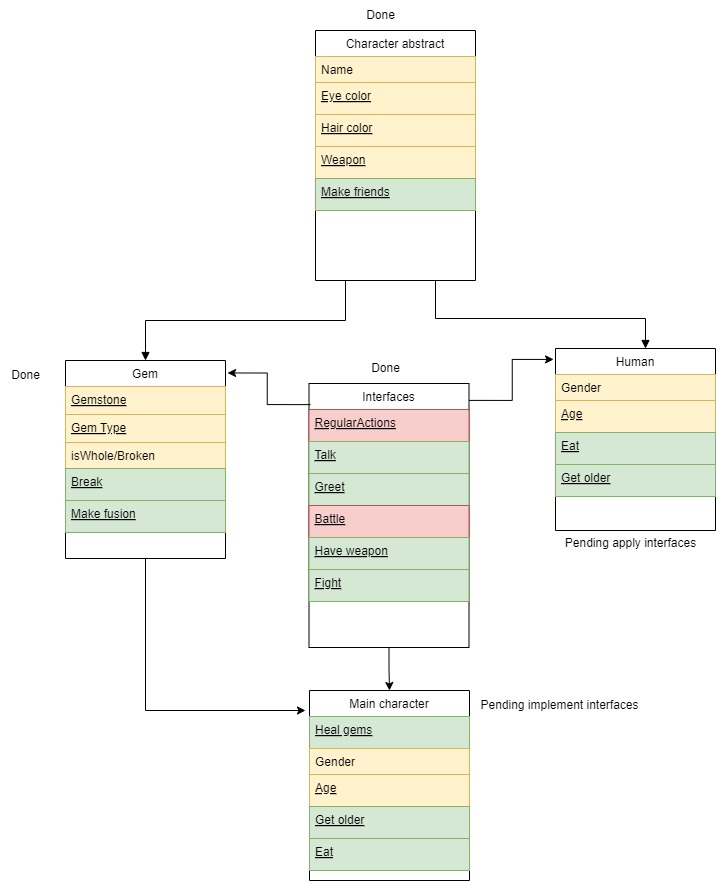 Done
Character abstract
Name
Eye color
Hair color
Weapon
Make friends
Done
Gem
Gemstone
Gem Type
isWhole/Broken
Break
Make fusion
Done
Interfaces
RegularActions
Talk
Greet
Battle
Have weapon
Fight
Human
Gender
Age
Eat
Get older
Pending apply interfaces
Main character
Pending implement interfaces
Heal gems
Gender
Age
Get older
Eat